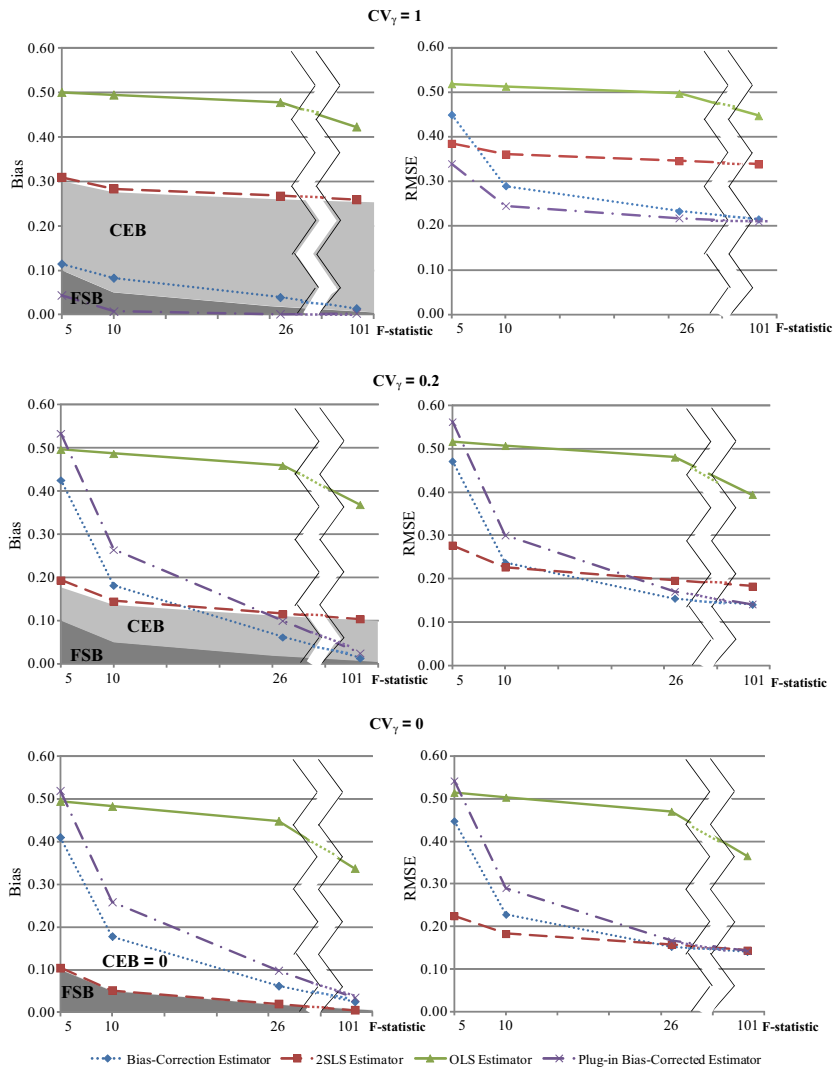 CVγ = 1
0.60
0.50
0.40
0.30
0.20
0.10
0.00
Bias
CEB
FSB
5
10
26
101
F-statistic
0.60
0.50
0.40
0.30
0.20
0.10
0.00
RMSE
5
10
26
101
CVγ = 0.2
0.60
0.50
0.40
0.30
0.20
0.10
0.00
Bias
CEB
FSB
5
10
26
101
F-statistic
0.60
0.50
0.40
0.30
0.20
0.10
0.00
RMSE
5
10
26
101
F-statistic
CVγ = 0
0.60
0.50
0.40
0.30
0.20
0.10
0.00
Bias
CEB = 0
FSB
5
10
26
101
F-statistic
0.60
0.50
0.40
0.30
0.20
0.10
0.00
RMSE
5
10
26
101
F-statistic
Bias-Correction Estimator
2SLS Estimator
OLS Estimator
Plug-in Bias-Corrected Estimator